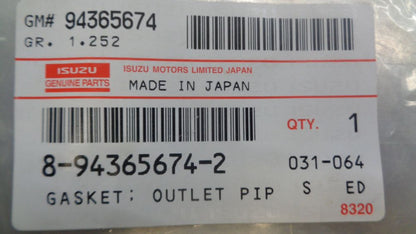 GM# 94365674
GR. 1.252
ISUZU
GENUINE PARTS
ISUZU MOTORS LIMITED JAPAN
MADE IN JAPAN
QTY. 1
8-94365674-2 031-064
GASKET; OUTLET PIP S ED
8320